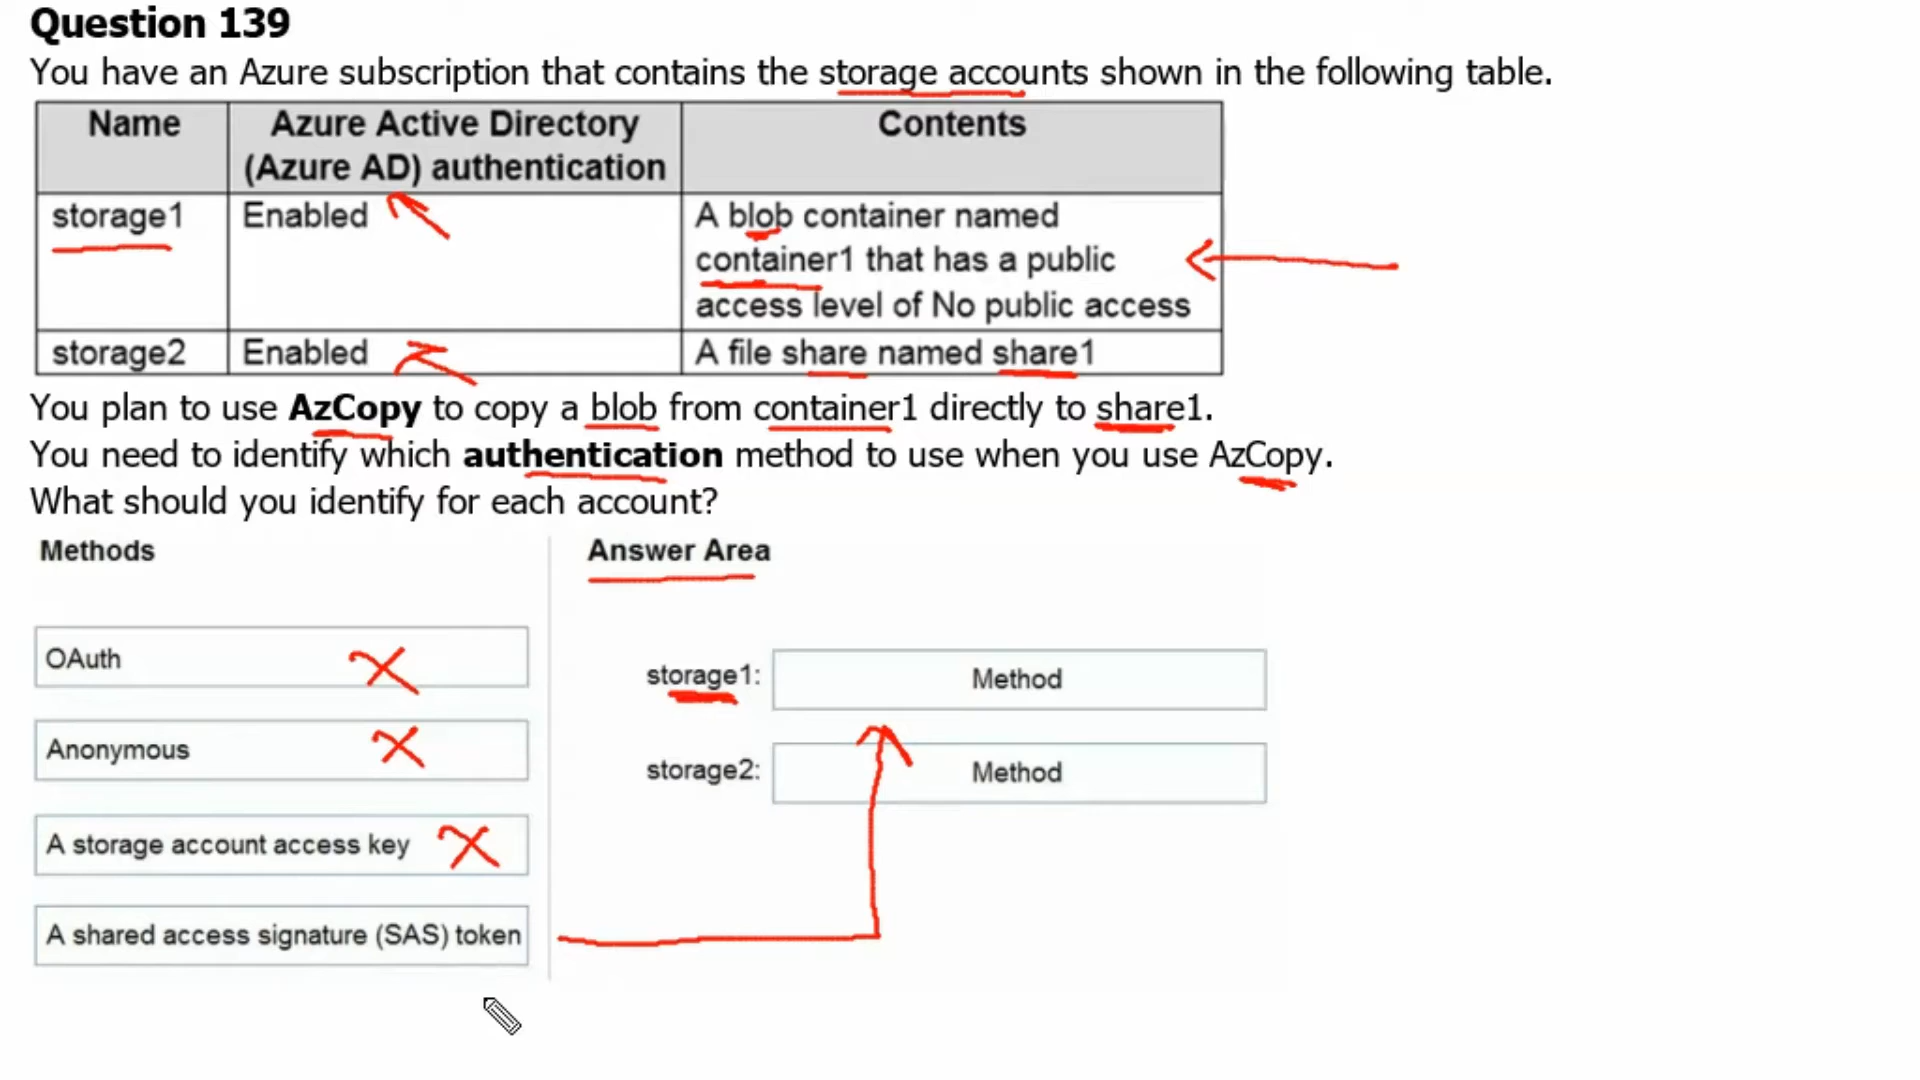 Question 139
You have an Azure subscription that contains the storage accounts shown in the following table.
Name
Azure Active Directory
(Azure AD) authentication
Contents
storage1
Enabled
A blob container named
container1 that has a public
access level of No public access
storage2
Enabled
A file share named share1
You plan to use AzCopy to copy a blob from container1 directly to share1.
You need to identify which authentication method to use when you use AzCopy.
What should you identify for each account?
Methods
OAuth
Anonymous
A storage account access key
A shared access signature (SAS) token
Answer Area
storage1:
Method
storage2:
Method